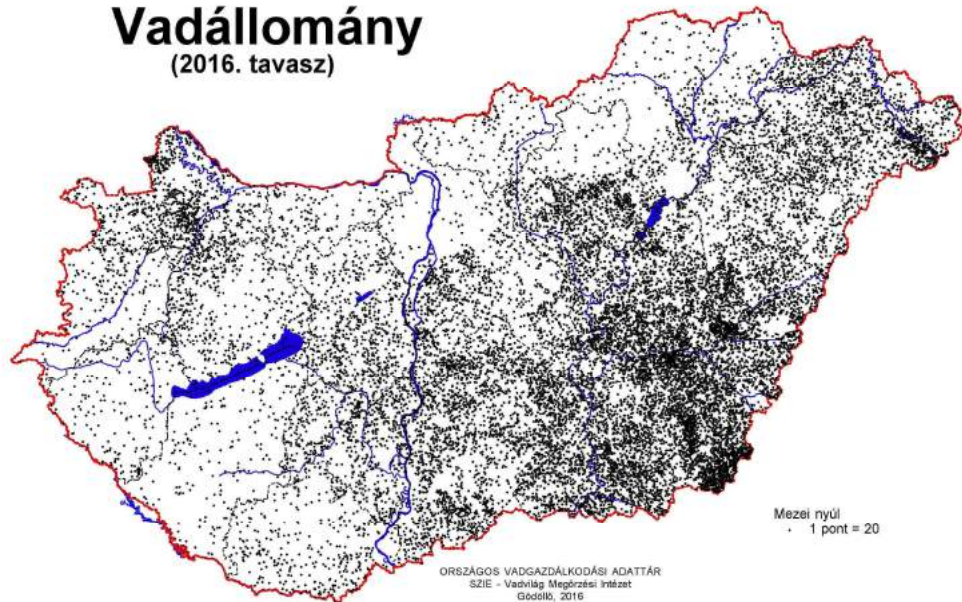 Vadállomány
(2016. tavasz)
Mezei nyúl
1 pont = 20
ORSZÁGOS VADGAZDÁLKODÁSI ADATTÁR
SZIE - Vadvilág Megőrzési Intézet
Gödöllő, 2016